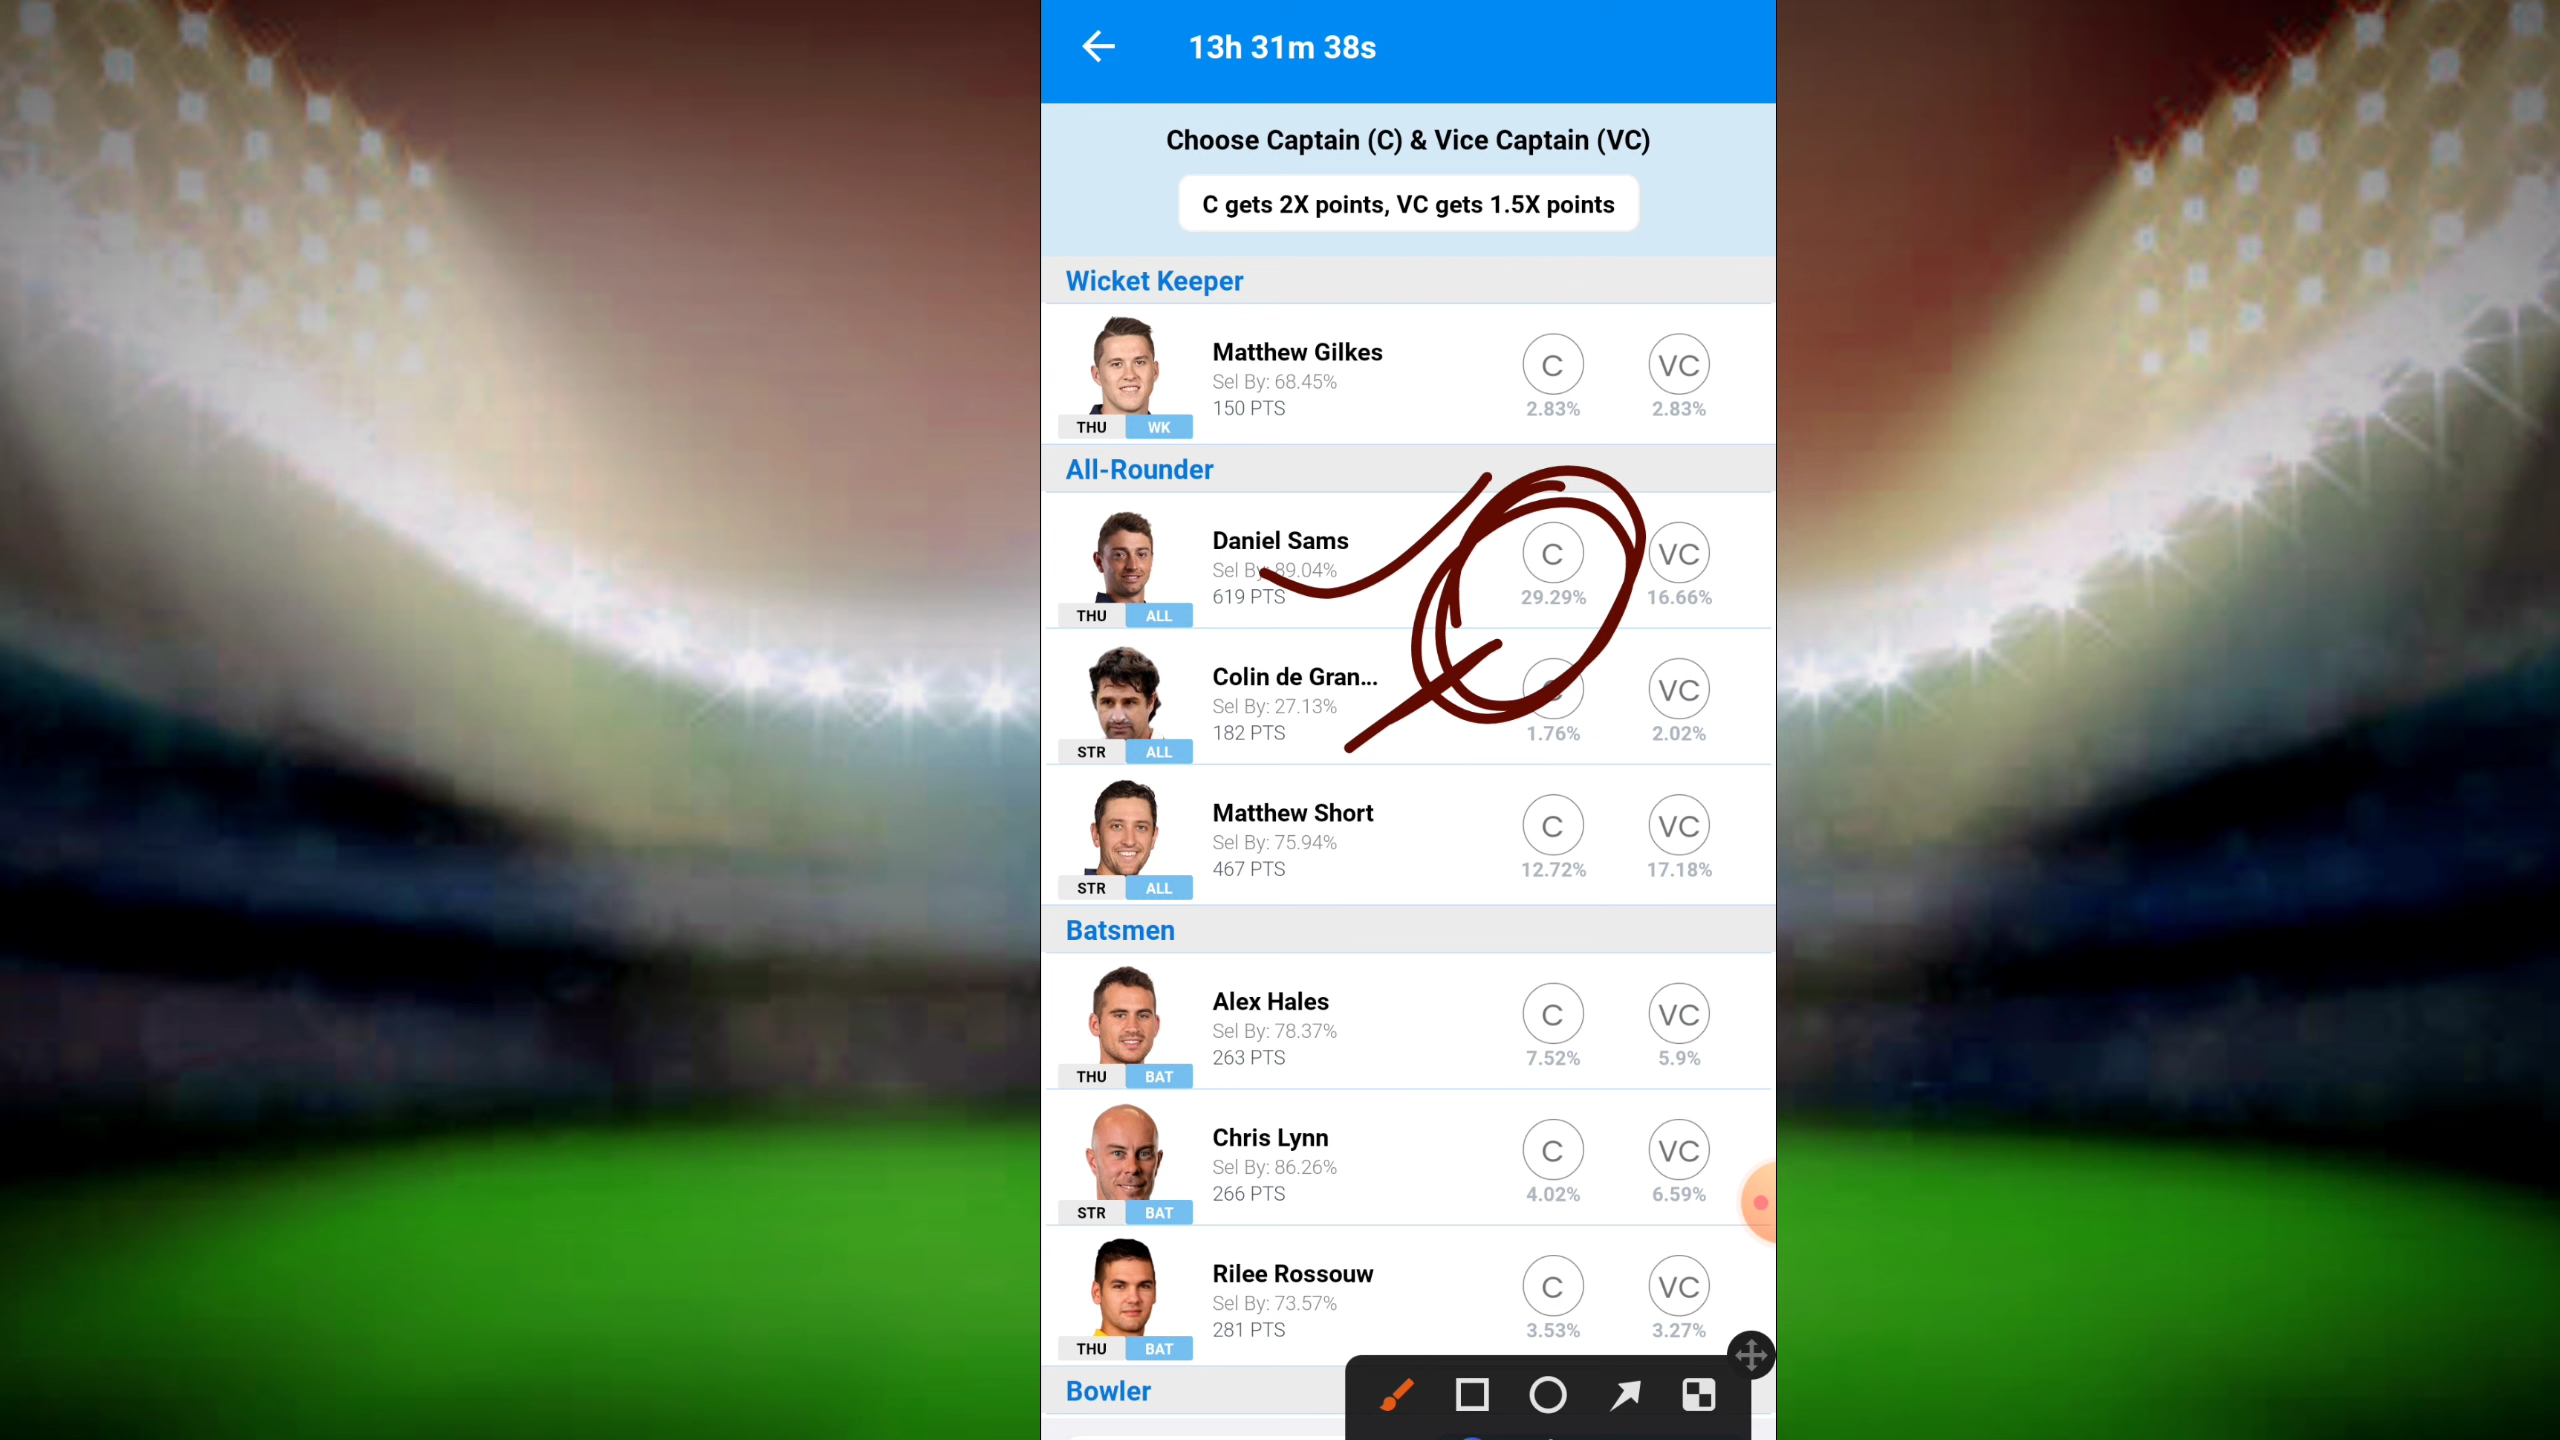 13h 31m 38s
Choose Captain (C) & Vice Captain (VC)
C gets 2X points, VC gets 1.5X points
Wicket Keeper
Matthew Gilkes
Sel By: 68.45%
150 PTS
THU WK
C VC
2.83% 2.83%
All-Rounder
Daniel Sams
Sel By: 89.04%
619 PTS
THU ALL
C VC
29.29% 16.66%
Colin de Gran...
Sel By: 27.13%
182 PTS
STR ALL
C VC
1.76% 2.02%
Matthew Short
Sel By: 75.94%
467 PTS
STR ALL
C VC
12.72% 17.18%
Batsmen
Alex Hales
Sel By: 78.37%
263 PTS
THU BAT
C VC
7.52% 5.9%
Chris Lynn
Sel By: 86.26%
266 PTS
STR BAT
C VC
4.02% 6.59%
Rilee Rossouw
Sel By: 73.57%
281 PTS
THU BAT
C VC
3.53% 3.27%
Bowler